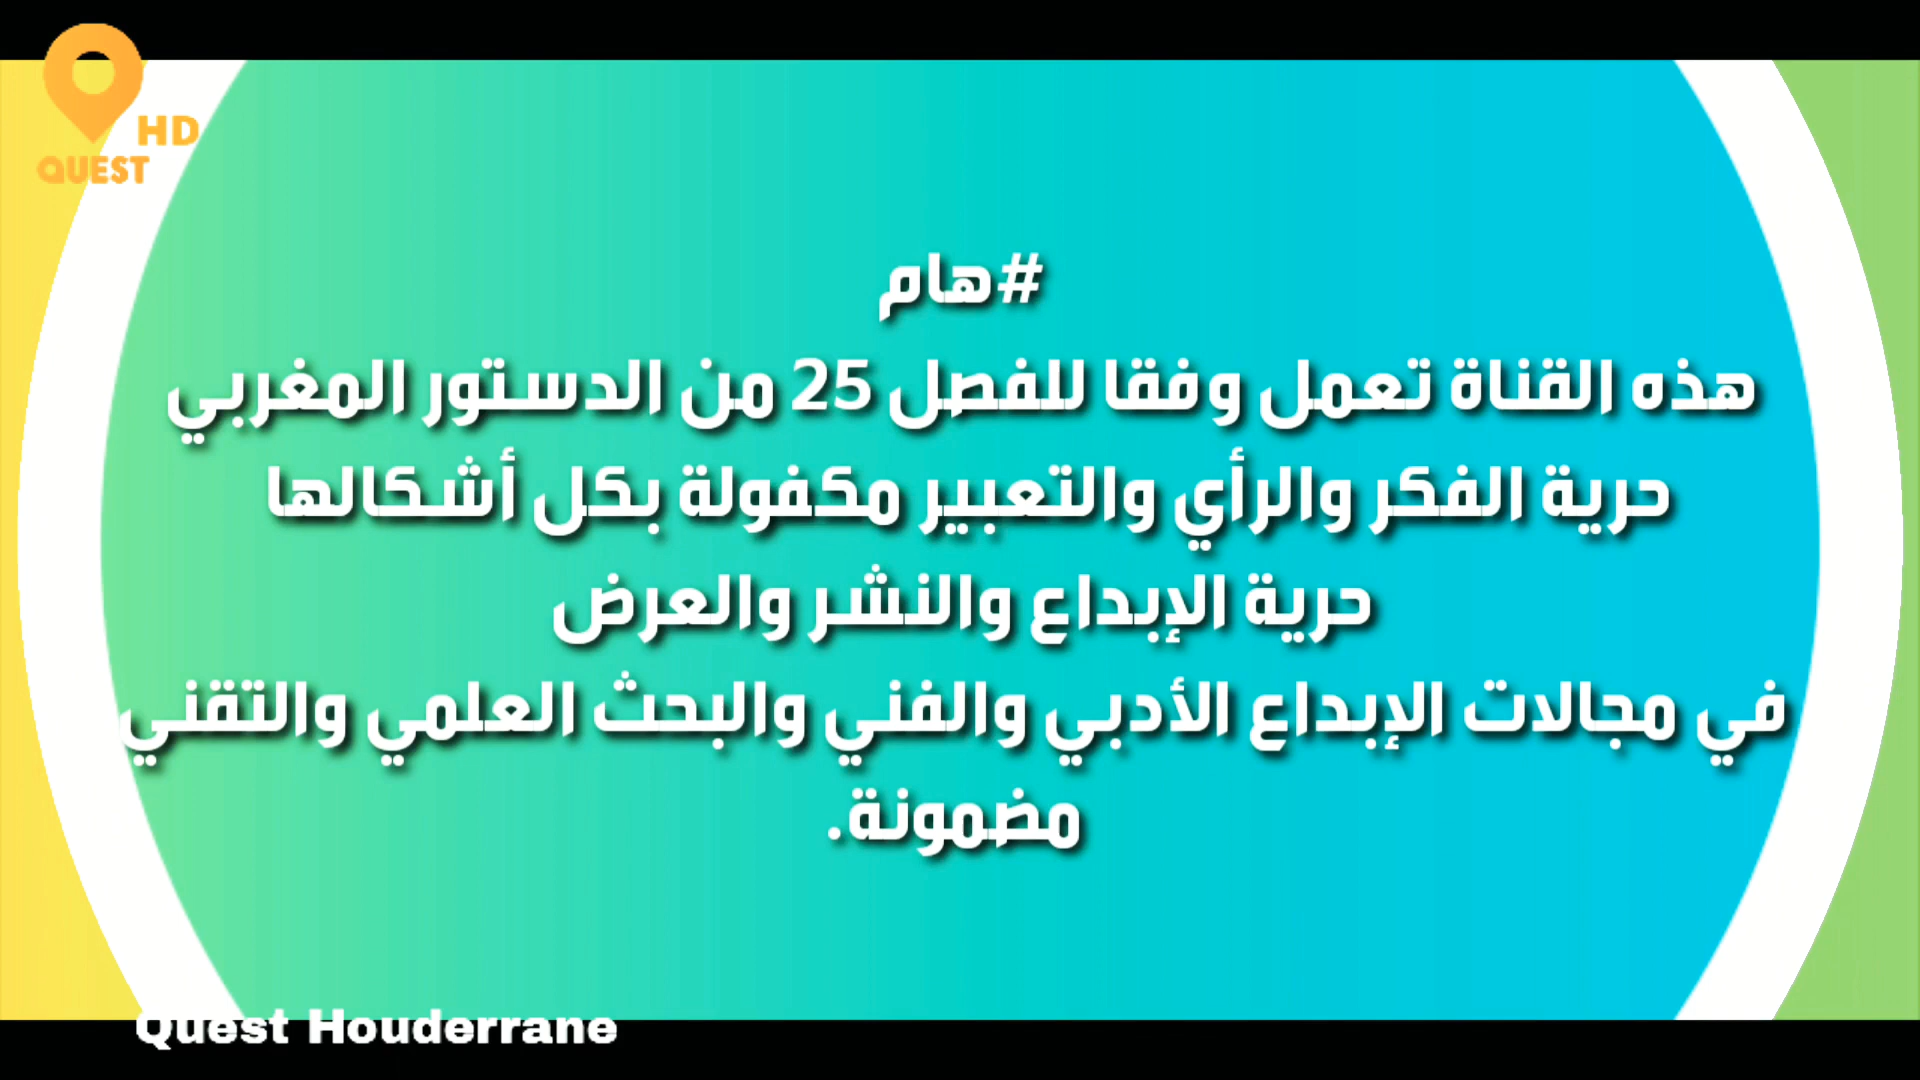 HD
QUEST
#هام
هذه القناة تعمل وفقا للفصل 25 من الدستور المغربي
حرية الفكر والرأي والتعبير مكفولة بكل أشكالها
حرية الإبداع والنشر والعرض
في مجالات الإبداع الأدبي والفني والبحث العلمي والتقني
مضمونة.
Quest Houderrane